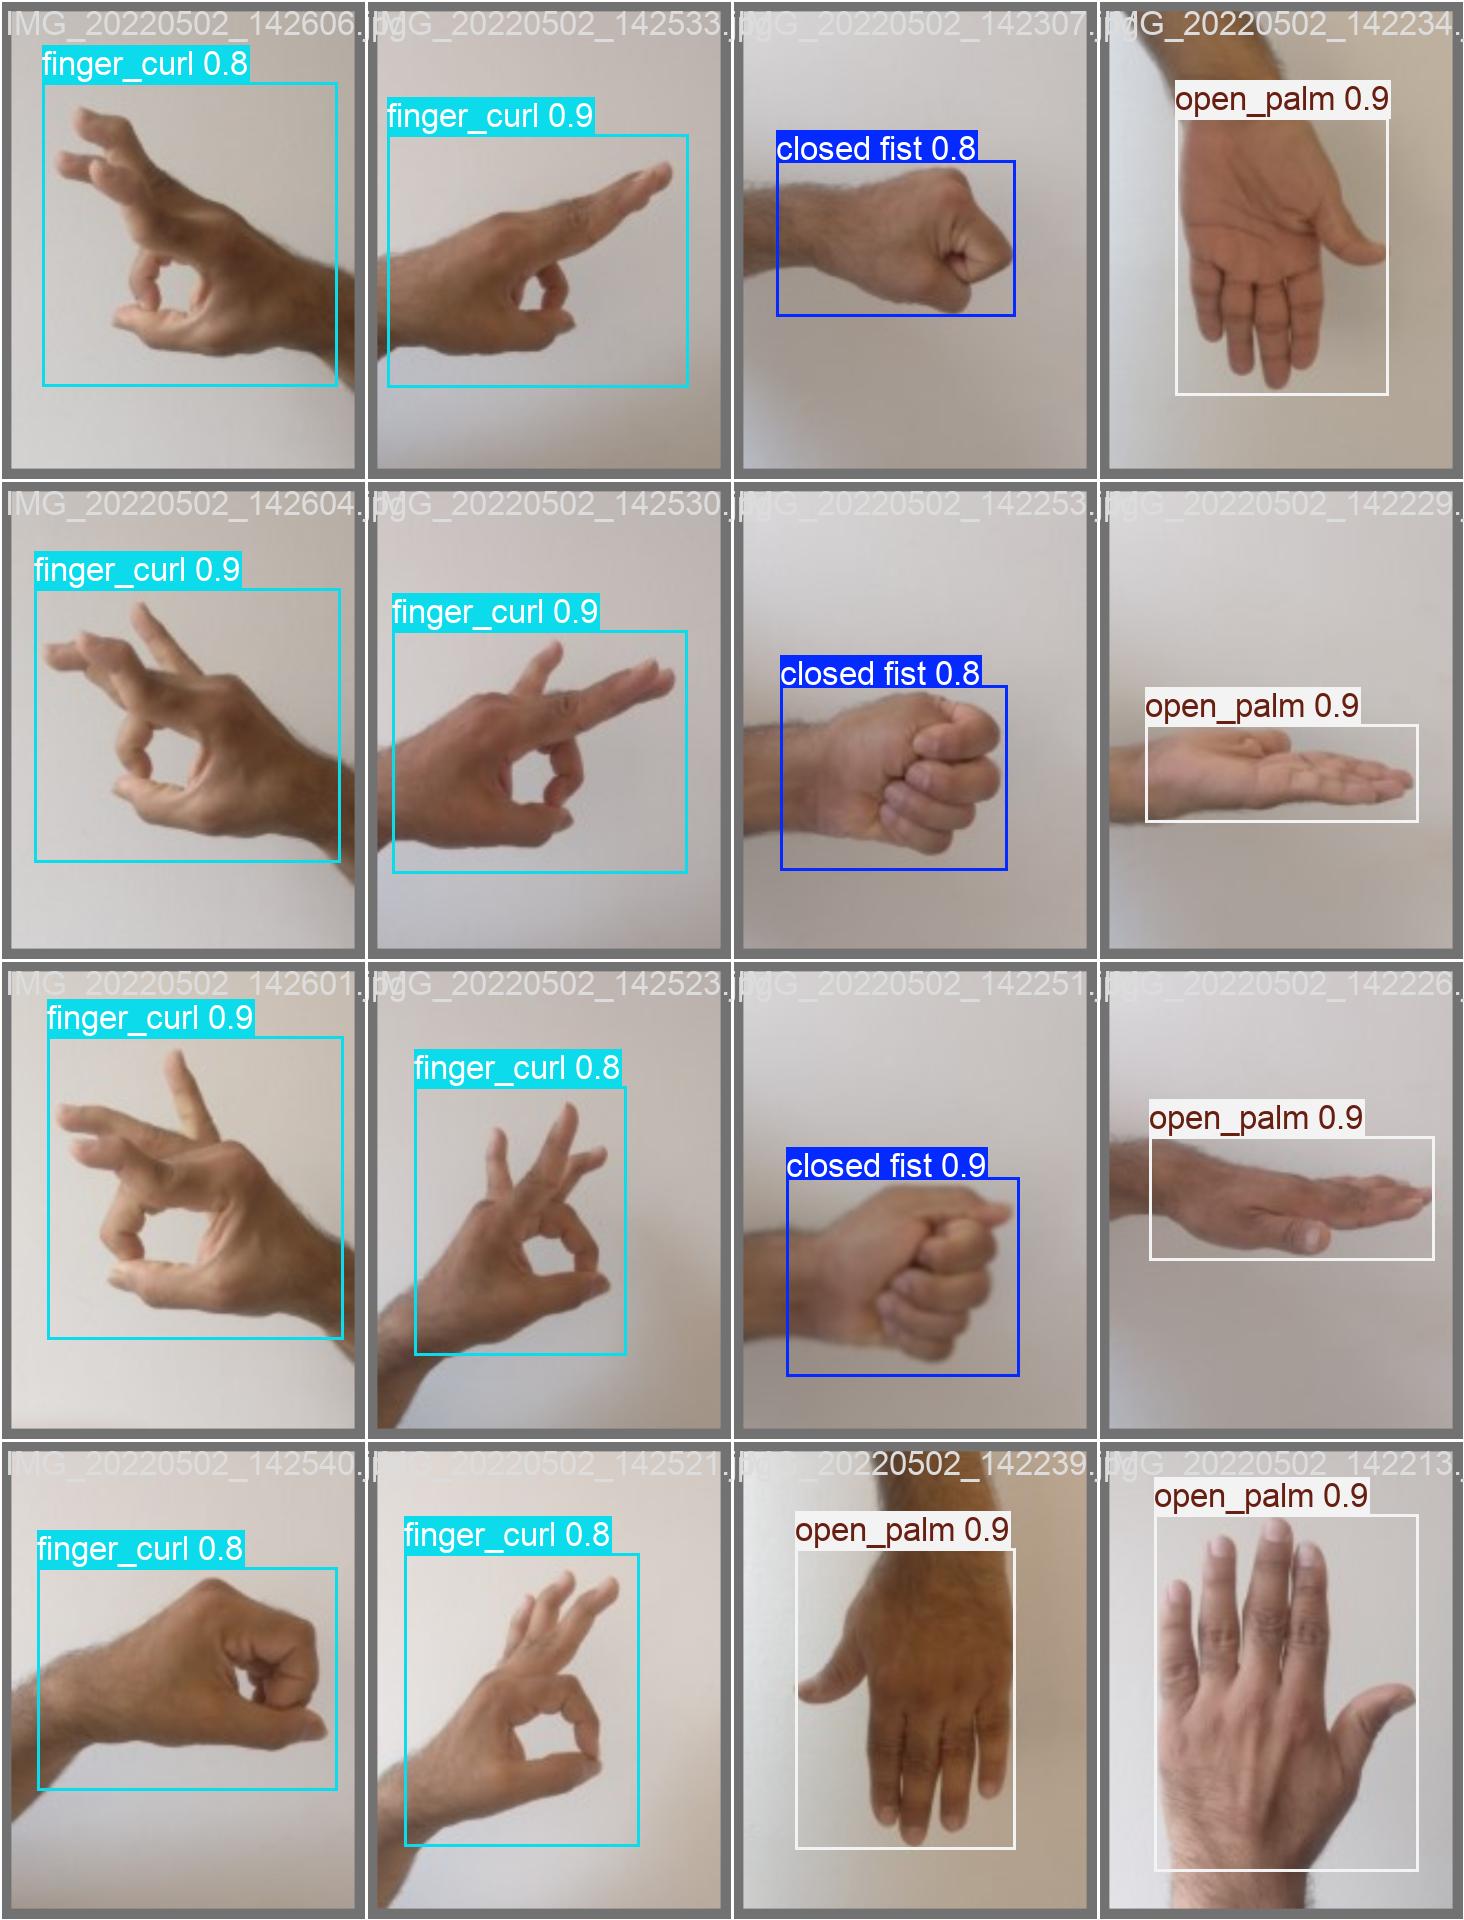 IMG_20220502_142606.jpg
finger_curl 0.8
IMG_20220502_142533.jpg
finger_curl 0.9
IMG_20220502_142307.jpg
closed fist 0.8
IMG_20220502_142234.
open_palm 0.9
IMG_20220502_142604.jpg
finger_curl 0.9
IMG_20220502_142530.jpg
finger_curl 0.9
IMG_20220502_142253.jpg
closed fist 0.8
IMG_20220502_142229.
open_palm 0.9
IMG_20220502_142601.jpg
finger_curl 0.9
IMG_20220502_142523.jpg
finger_curl 0.8
IMG_20220502_142251.jpg
closed fist 0.9
IMG_20220502_142226.
open_palm 0.9
IMG_20220502_142540.jpg
finger_curl 0.8
IMG_20220502_142521.jpg
finger_curl 0.8
IMG_20220502_142239.jpg
open_palm 0.9
IMG_20220502_142213.
open_palm 0.9